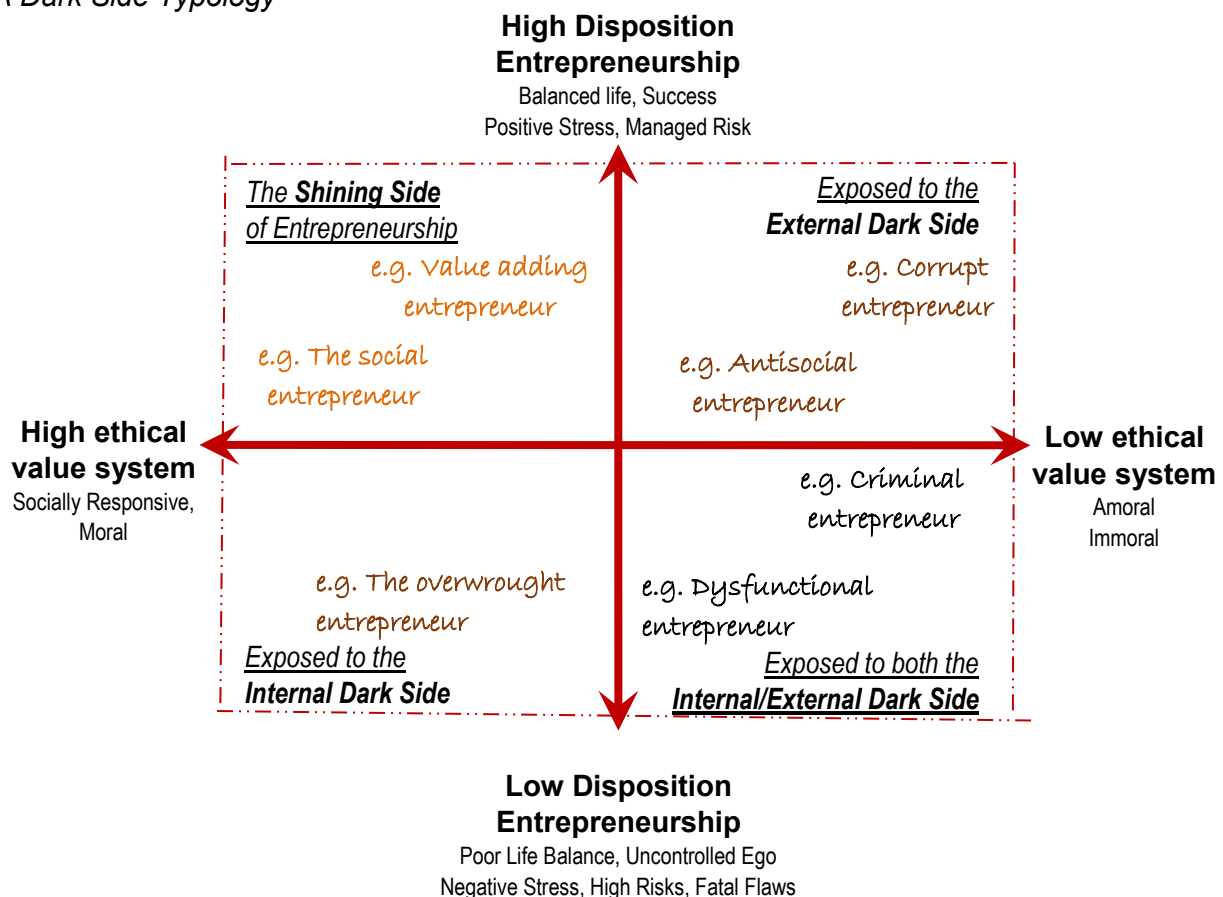 A Dark Side Typology
High Disposition
Entrepreneurship
Balanced life, Success
Positive Stress, Managed Risk
The Shining Side
of Entrepreneurship
e.g. Value adding
entrepreneur
e.g. The social
entrepreneur
Exposed to the
External Dark Side
e.g. Corrupt
entrepreneur
e.g. Antisocial
entrepreneur
High ethical
value system
Socially Responsive,
Moral
Low ethical
value system
Amoral
Immoral
e.g. The overwrought
entrepreneur
Exposed to the
Internal Dark Side
e.g. Criminal
entrepreneur
e.g. Dysfunctional
entrepreneur
Exposed to both the
Internal/External Dark Side
Low Disposition
Entrepreneurship
Poor Life Balance, Uncontrolled Ego
Negative Stress, High Risks, Fatal Flaws